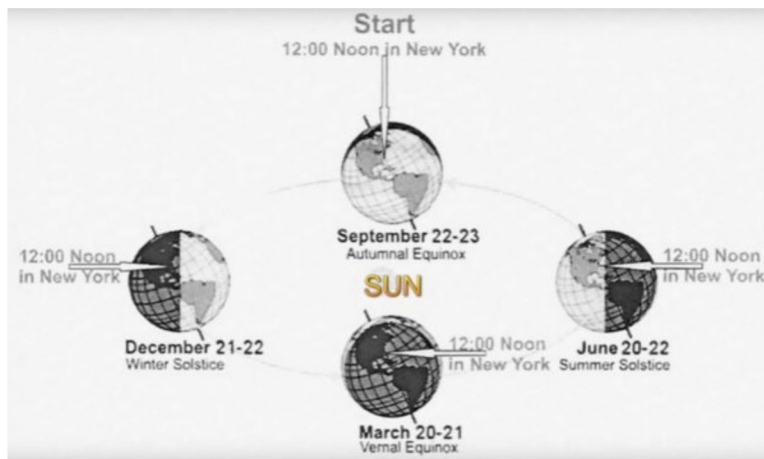 Start
12:00 Noon in New York
September 22-23
Autumnal Equinox
12:00 Noon
in New York
December 21-22
Winter Solstice
SUN
12:00 Noon
in New York
June 20-22
Summer Solstice
12:00 Noon
in New York
March 20-21
Vernal Equinox